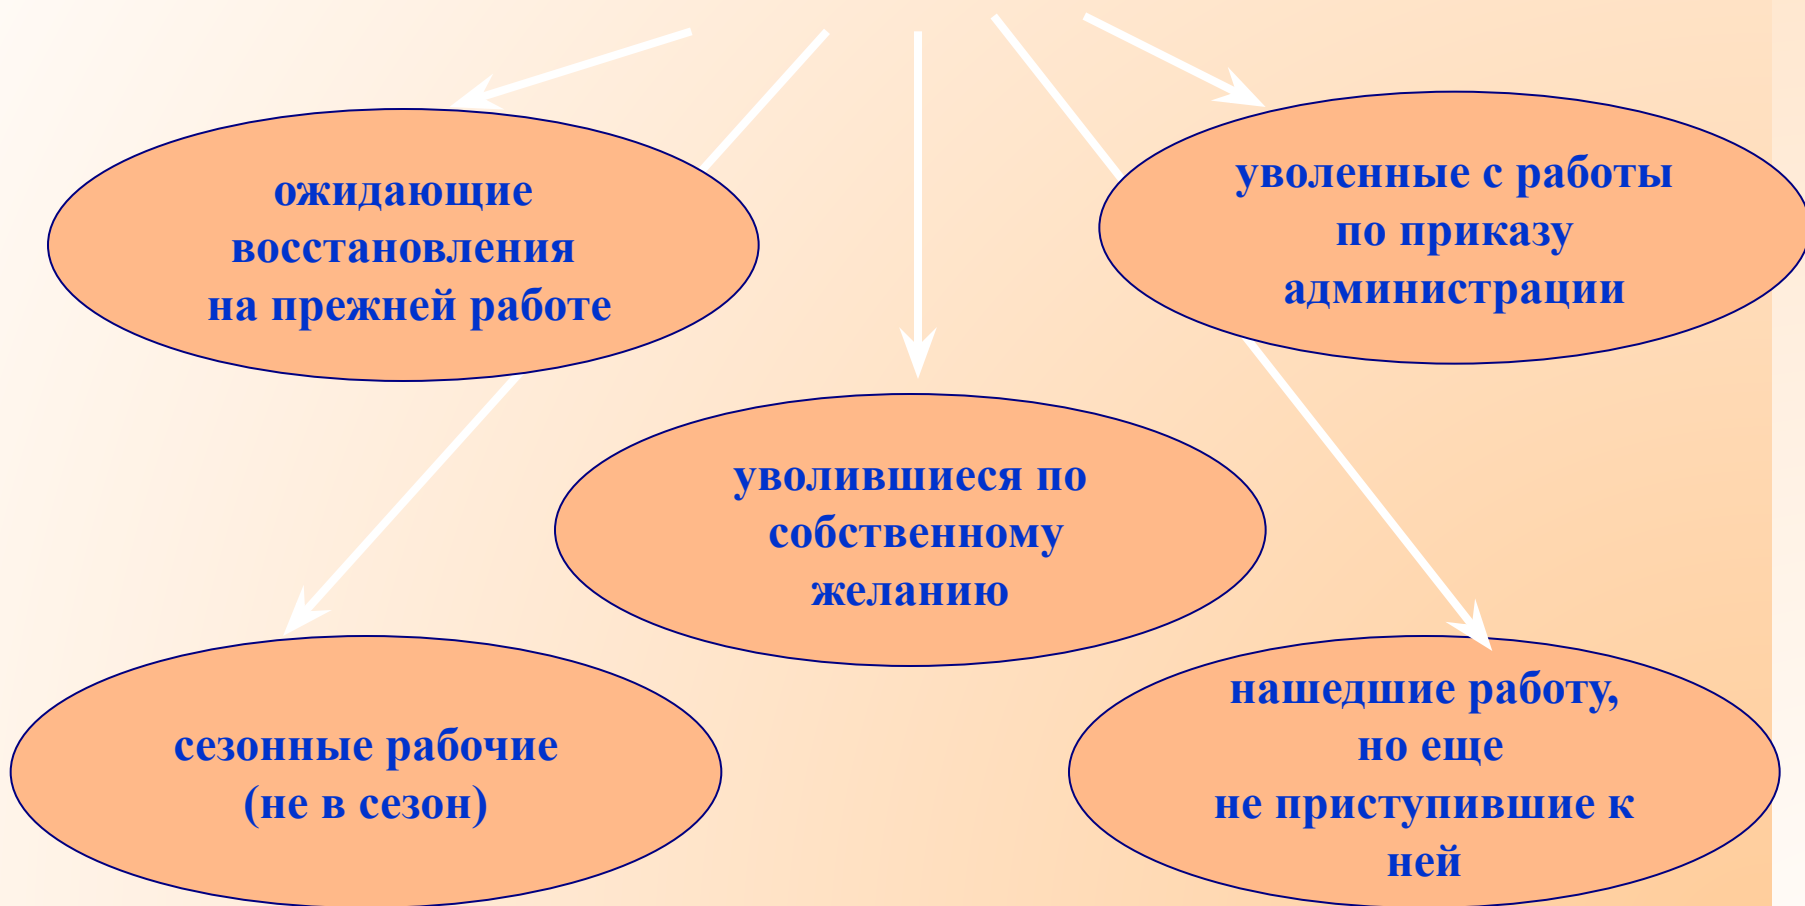 ожидающие
восстановления
на прежней работе
уволенные с работы
по приказу
администрации
уволившиеся по
собственному
желанию
сезонные рабочие
(не в сезон)
нашедшие работу,
но еще
не приступившие к
ней